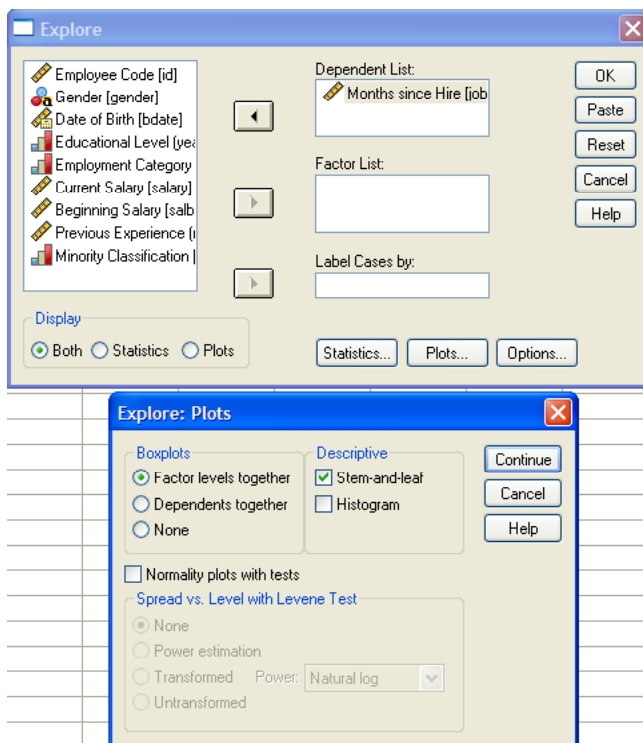 Explore
Employee Code [id]
Gender [gender]
Date of Birth [bdate]
Educational Level (yea
Employment Category
Current Salary [salary]
Beginning Salary [salb
Previous Experience (r
Minority Classification [
Display
Both Statistics Plots
Dependent List:
Months since Hire [job
Factor List:
Label Cases by:
Statistics... Plots... Options...
OK
Paste
Reset
Cancel
Help
Explore: Plots
Boxplots
Factor levels together
Dependents together
None
Descriptive
Stem-and-leaf
Histogram
Continue
Cancel
Help
Normality plots with tests
Spread vs. Level with Levene Test
None
Power estimation
Transformed Power: Natural log
Untransformed